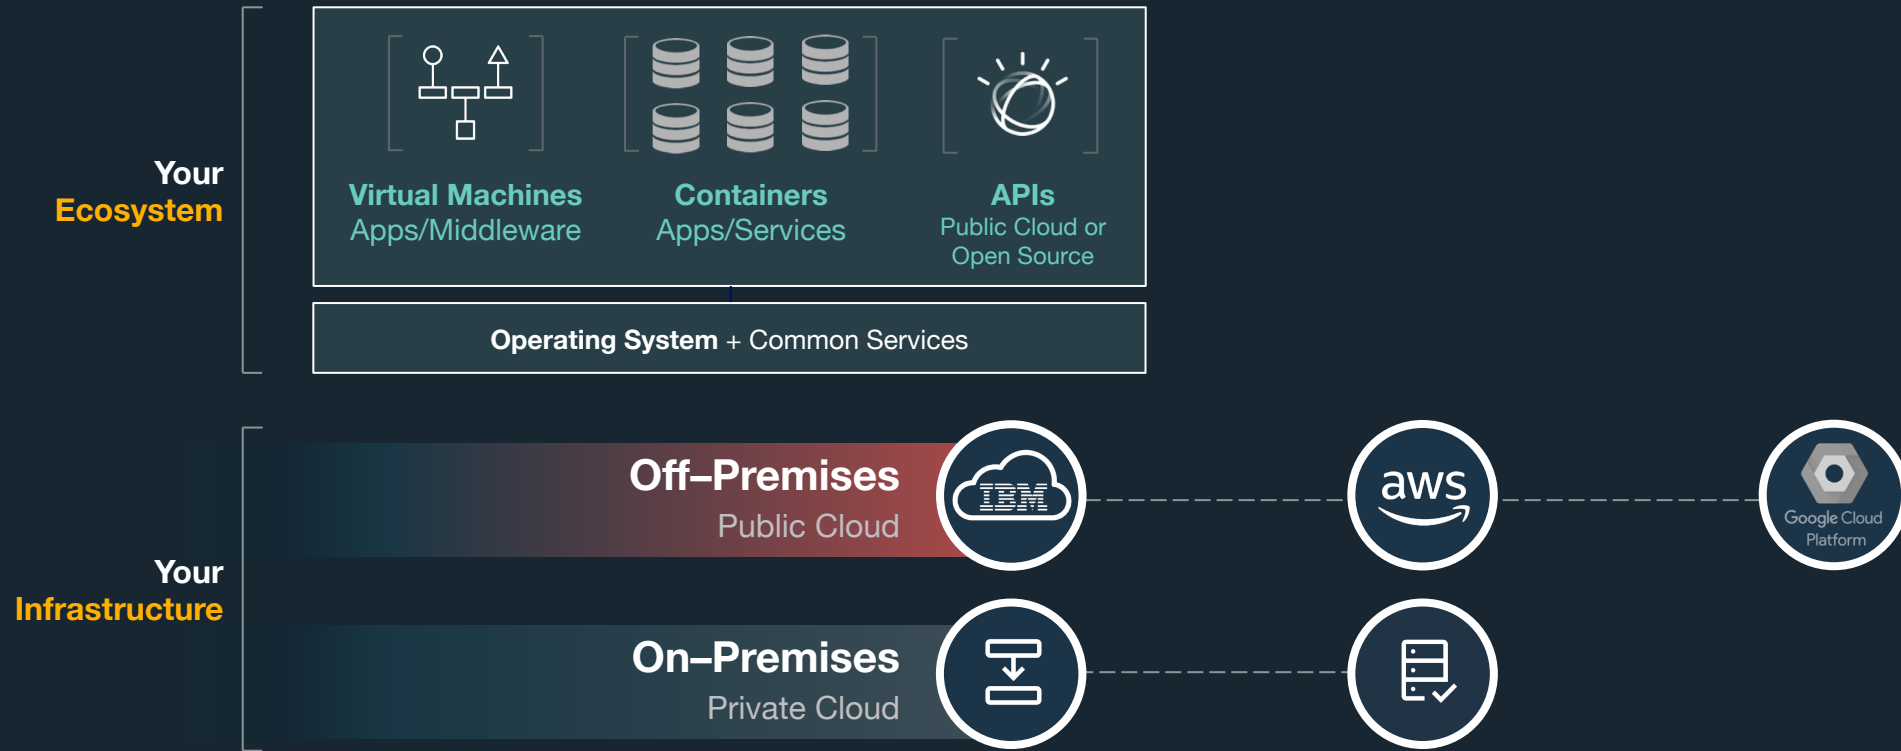 Your
Ecosystem
Virtual Machines
Apps/Middleware
Containers
Apps/Services
APIs
Public Cloud or
Open Source
Operating System + Common Services
Your
Infrastructure
Off–Premises
Public Cloud
IBM
aws
Google Cloud
Platform
On–Premises
Private Cloud